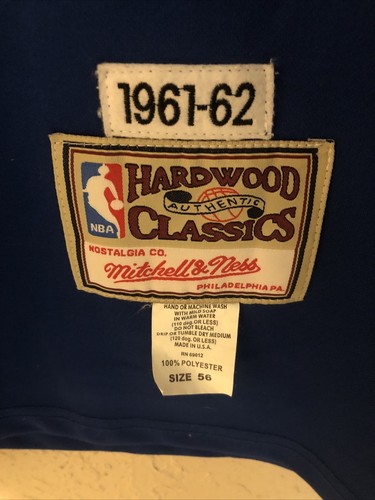 1961-62
HARDWOOD
AUTHENTIC
CLASSICS
NBA
NOSTALGIA CO.
Mitchell & Ness
PHILADELPHIA PA.
HAND OR MACHINE WASH
WITH MILD SOAP
IN WARM WATER
(110 deg. OR LESS)
DO NOT BLEACH
DRIP OR TUMBLE DRY MEDIUM
(120 deg. OR LESS)
MADE IN U.S.A.
RN 69012
100% POLYESTER
SIZE 56